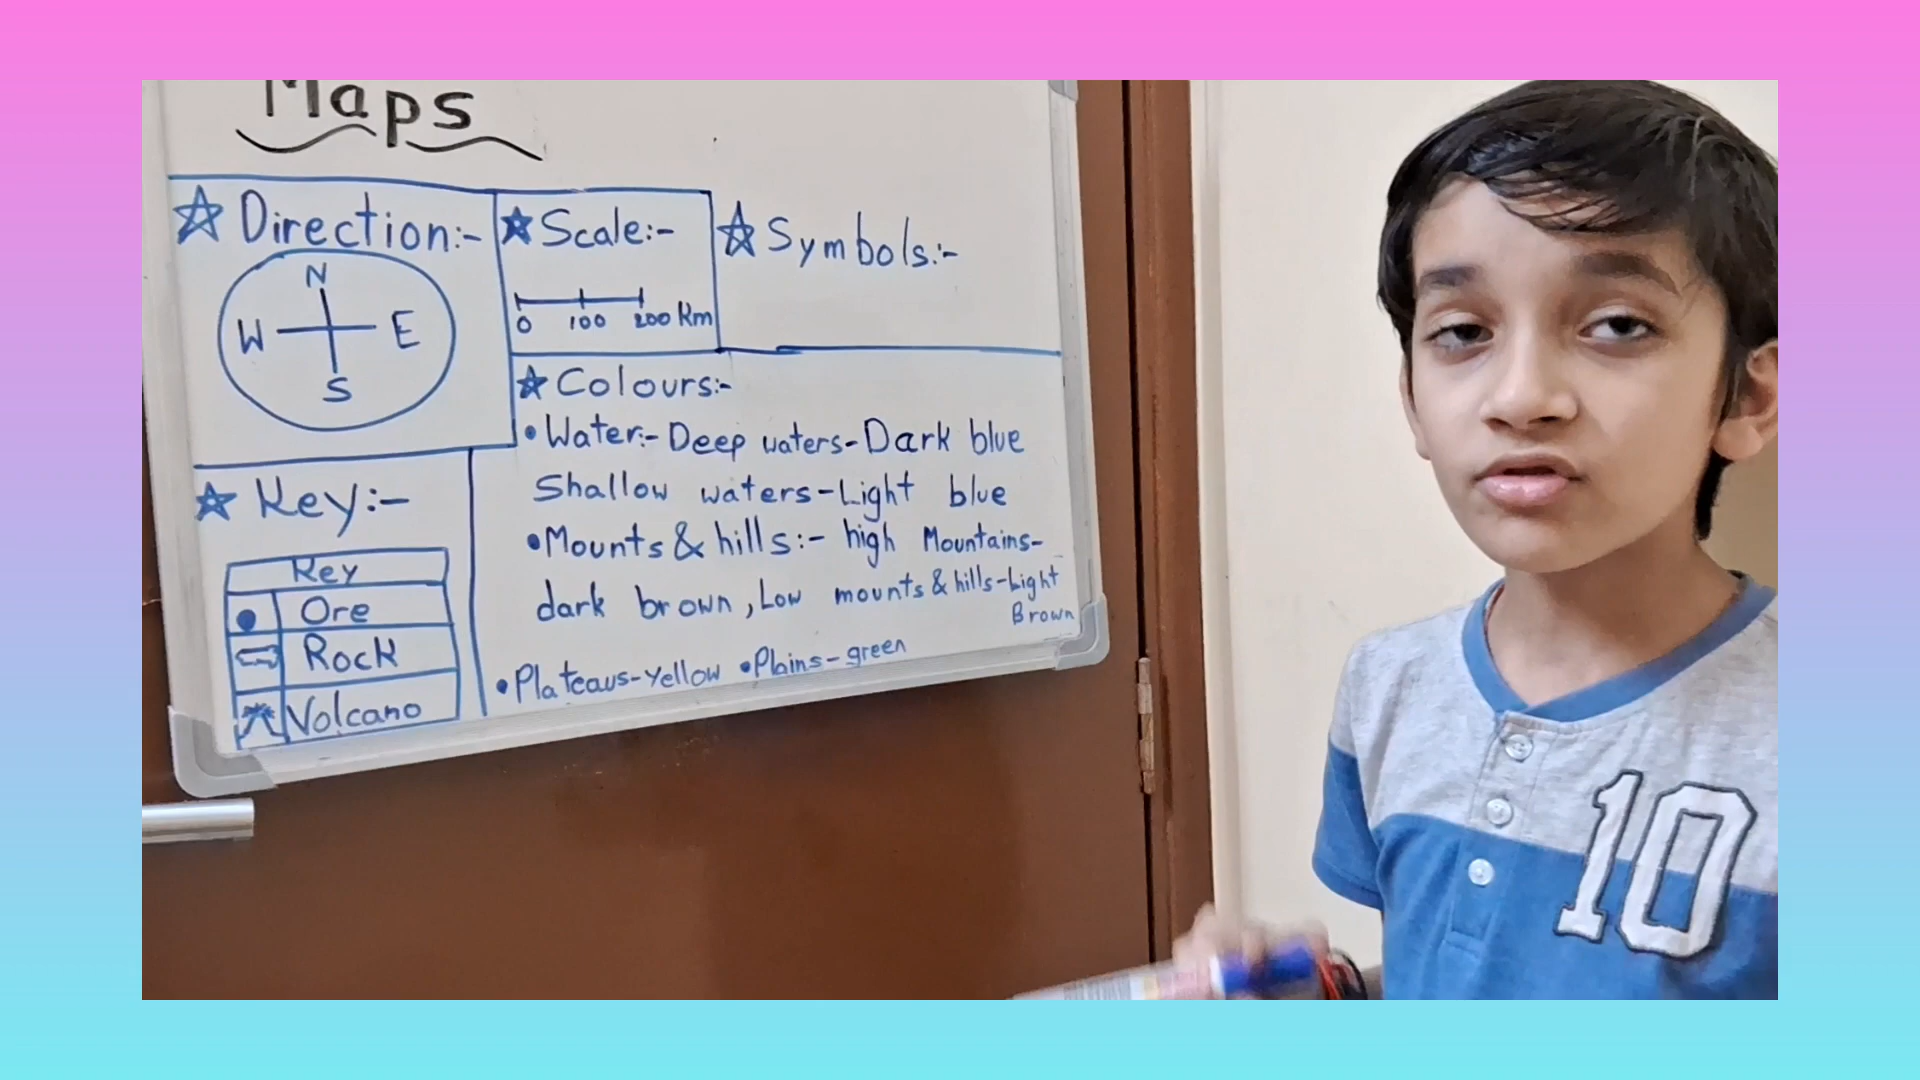 Maps
☆ Direction:-
N
W E
S
★ Scale:-
0 100 200 Km
☆ Symbols:-
☆ Colours:-
• Water:- Deep waters- Dark blue
Shallow waters-Light blue
• Mounts & hills:- high Mountains-
dark brown, Low mounts & hills-Light
Brown
• Plateaus-yellow • Plains-green
☆ Key:-
Key
Ore
Rock
Volcano
10